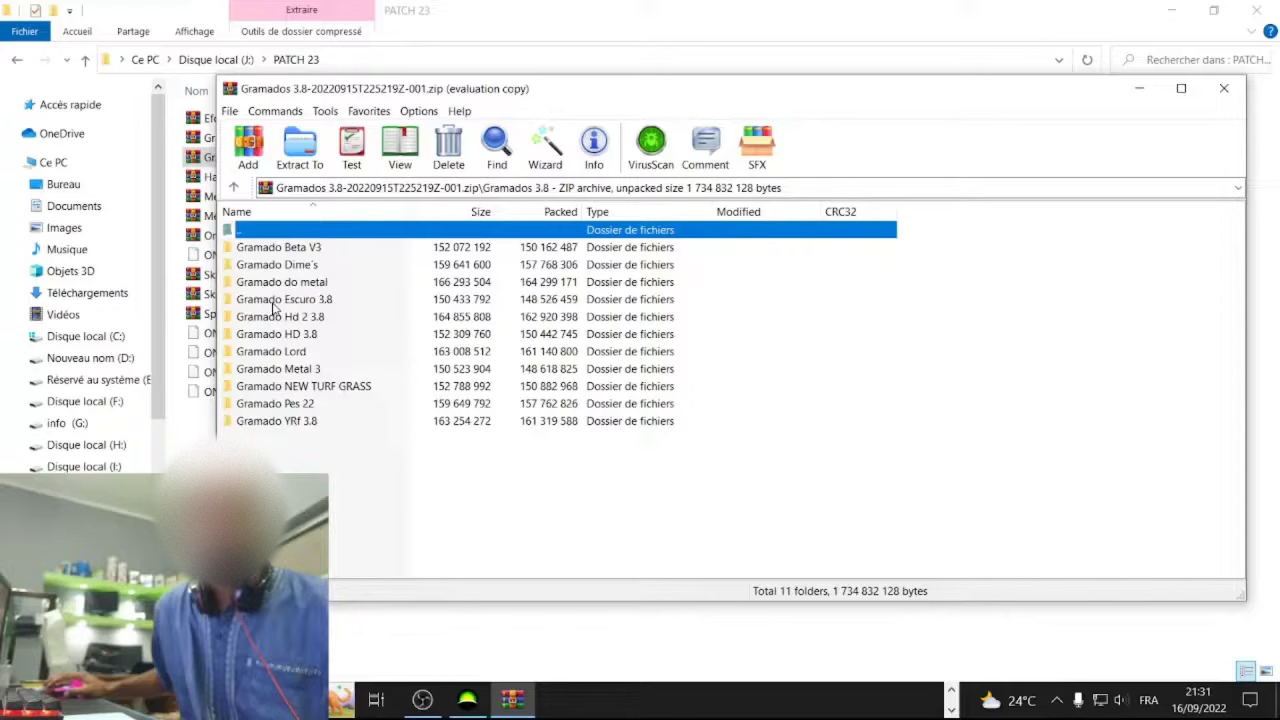 Extraire
PATCH 23
Fichier
Accueil
Partage
Affichage
Outils de dossier compressé
Ce PC
Disque local (J:)
PATCH 23
Rechercher dans : PATCH...
Accès rapide
OneDrive
Ce PC
Bureau
Documents
Images
Musique
Objets 3D
Téléchargements
Vidéos
Disque local (C:)
Nouveau nom (D:)
Réservé au système (E
Disque local (F:)
info (G:)
Disque local (H:)
Disque local (I:)
Nom
Gramados 3.8-20220915T225219Z-001.zip (evaluation copy)
File Commands Tools Favorites Options Help
Add Extract To Test View Delete Find Wizard Info VirusScan Comment SFX
Gramados 3.8-20220915T225219Z-001.zip\Gramados 3.8 - ZIP archive, unpacked size 1 734 832 128 bytes
Name Size Packed Type Modified CRC32
.. Dossier de fichiers
Gramado Beta V3 152 072 192 150 162 487 Dossier de fichiers
Gramado Dime´s 159 641 600 157 768 306 Dossier de fichiers
Gramado do metal 166 293 504 164 299 171 Dossier de fichiers
Gramado Escuro 3.8 150 433 792 148 526 459 Dossier de fichiers
Gramado Hd 2 3.8 164 855 808 162 920 398 Dossier de fichiers
Gramado HD 3.8 152 309 760 150 442 745 Dossier de fichiers
Gramado Lord 163 008 512 161 140 800 Dossier de fichiers
Gramado Metal 3 150 523 904 148 618 825 Dossier de fichiers
Gramado NEW TURF GRASS 152 788 992 150 882 968 Dossier de fichiers
Gramado Pes 22 159 649 792 157 762 826 Dossier de fichiers
Gramado YRf 3.8 163 254 272 161 319 588 Dossier de fichiers
Total 11 folders, 1 734 832 128 bytes
24°C
FRA
21:31
16/09/2022